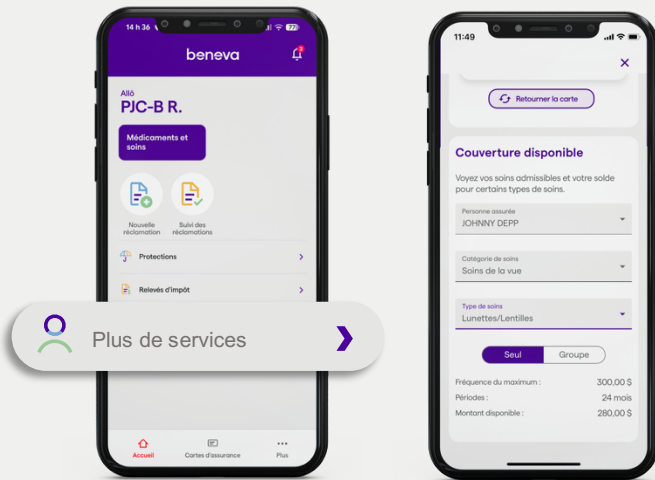 14 h 36
77
beneva
3
Allô
PJC-B R.
Médicaments et
soins
Nouvelle
réclamation
Suivi des
réclamations
Protections
Relevés d'impôt
Plus de services
Accueil
Cartes d'assurance
Plus
11:49
Retourner la carte
Couverture disponible
Voyez vos soins admissibles et votre solde
pour certains types de soins.
Personne assurée
JOHNNY DEPP
Catégorie de soins
Soins de la vue
Type de soins
Lunettes/Lentilles
Seul
Groupe
Fréquence du maximum :
300,00 $
Périodes :
24 mois
Montant disponible :
280,00 $